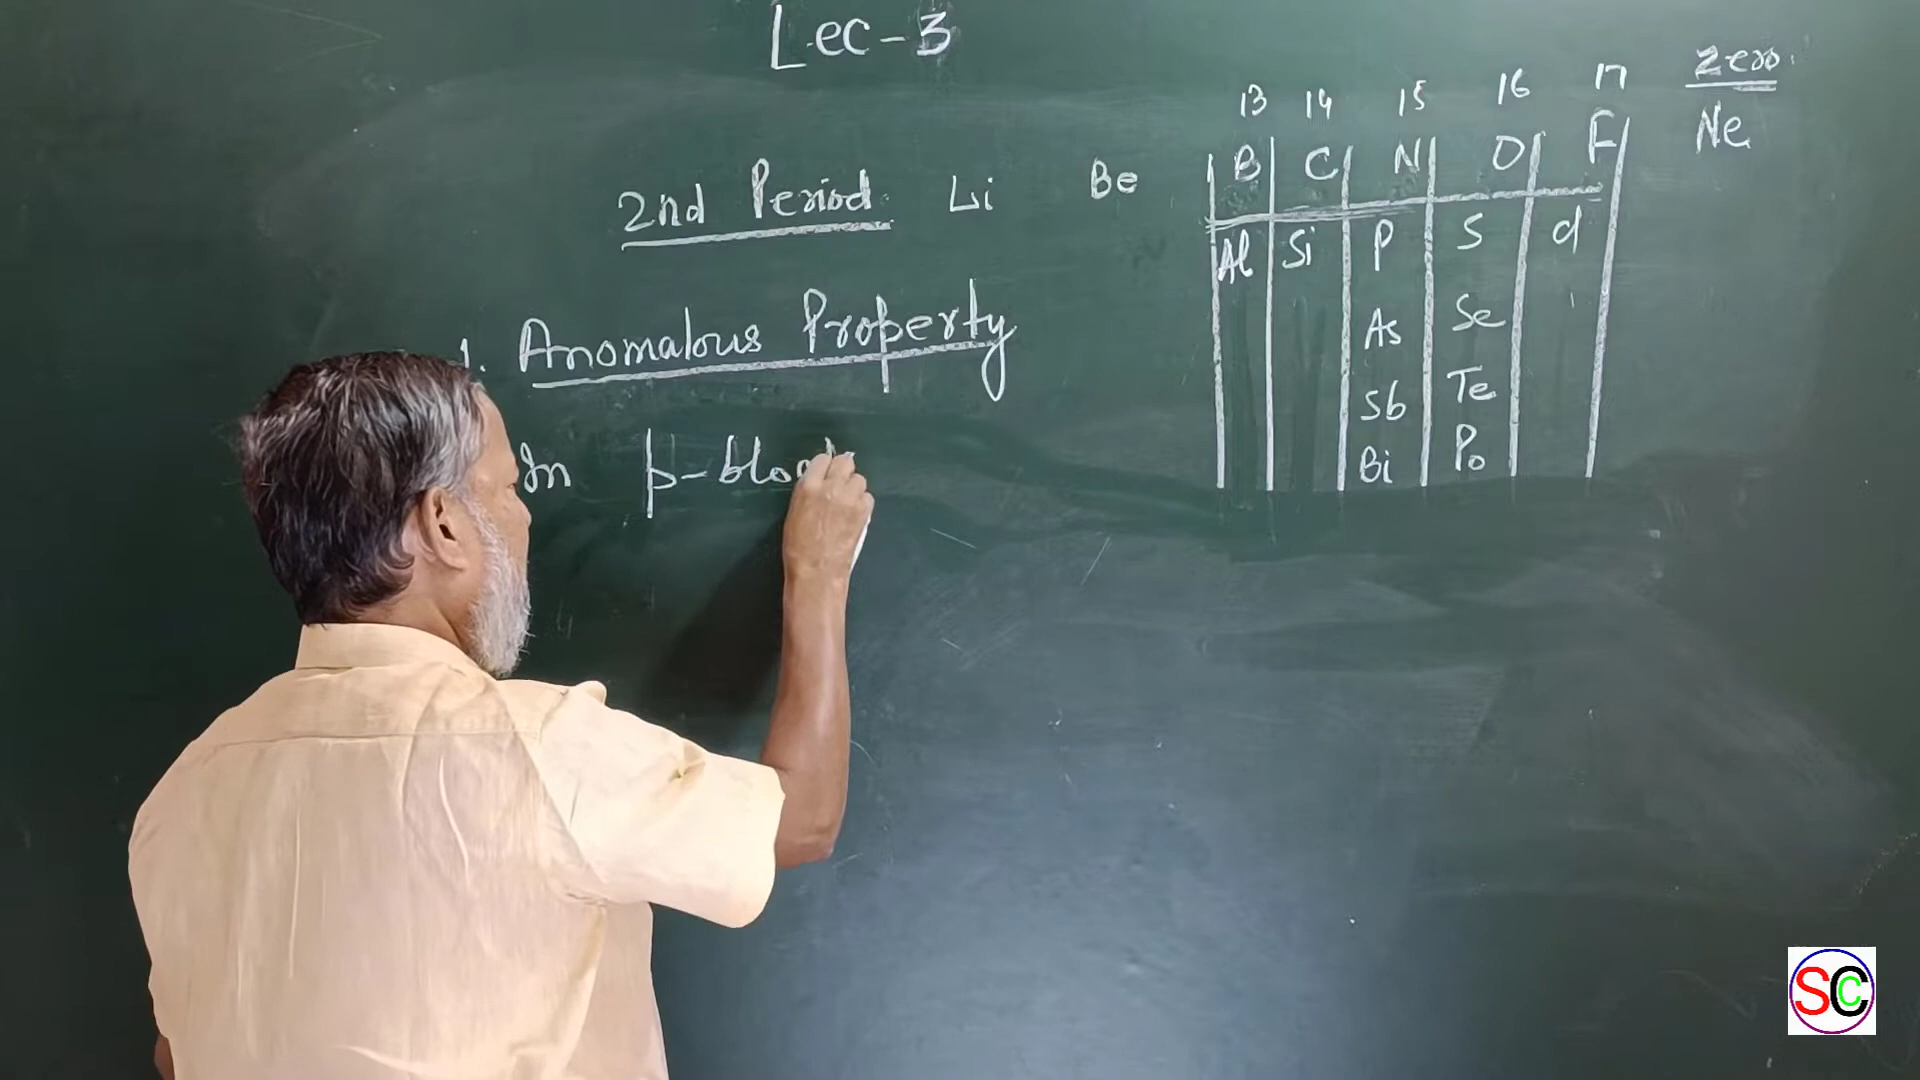 Lec-3
Zero
13 14 15 16 17
2nd Period Li Be B C N O F Ne
Al Si P S Cl
1. Anomalous Property
As Se
Sb Te
In p-block
Bi Po
SC